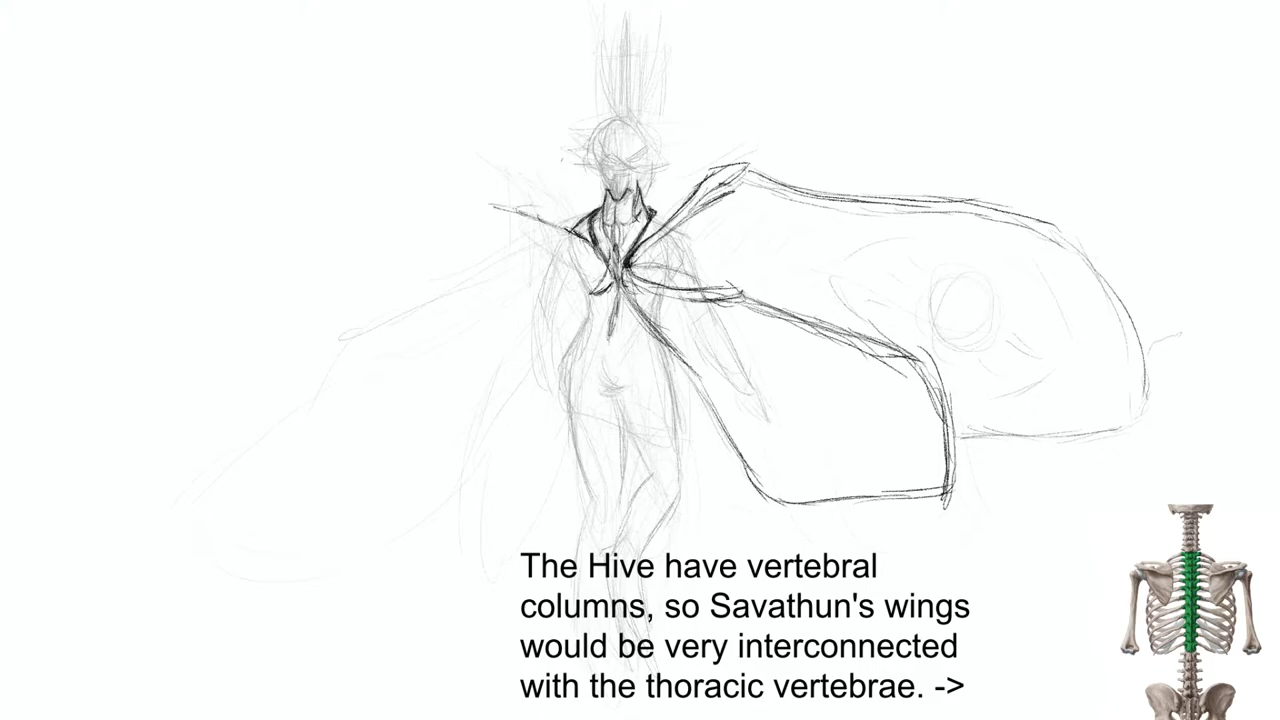 The Hive have vertebral
columns, so Savathun's wings
would be very interconnected
with the thoracic vertebrae. ->